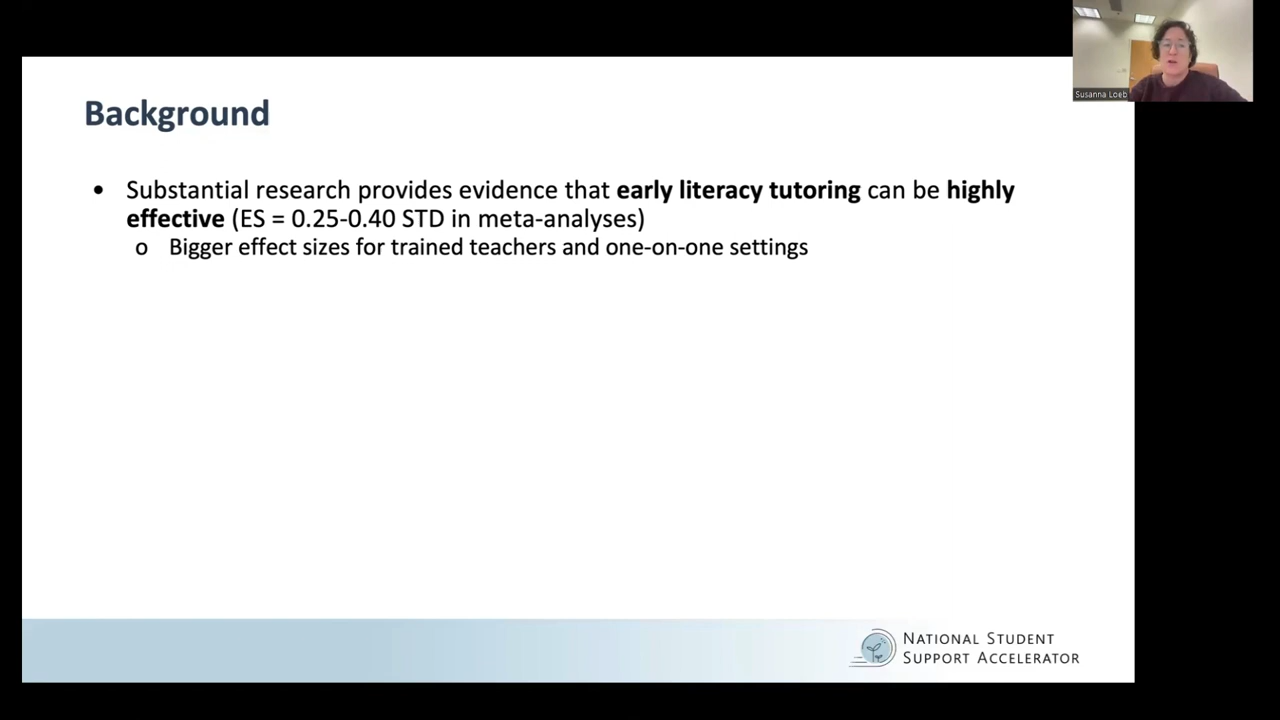 Susanna Loeb
Background
• Substantial research provides evidence that early literacy tutoring can be highly
effective (ES = 0.25-0.40 STD in meta-analyses)
o Bigger effect sizes for trained teachers and one-on-one settings
NATIONAL STUDENT
SUPPORT ACCELERATOR